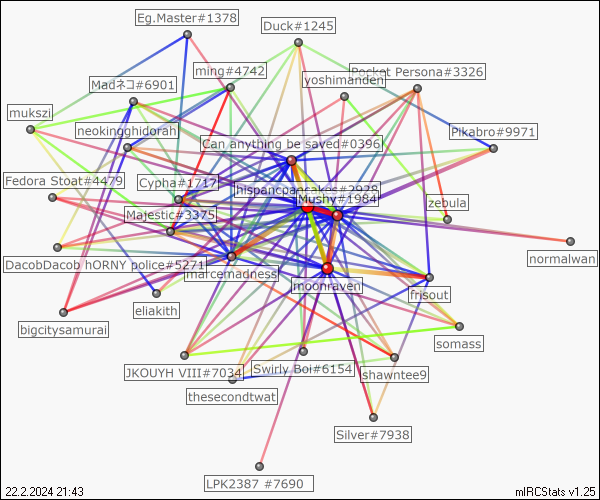 Eg.Master#1378
Duck#1245
ming#4742
Pocket Persona#3326
yoshimanden
Madネコ#6901
mukszi
neokingghidorah
Pikabro#9971
Can anything be saved#0396
Fedora Stoat#4479
Cypha#1717
hispanicpancakes#2928
Mushy#1984
zebula
Majestic#3375
normalwan
DacobDacob hORNY police#5271
marcemadness
moonraven
frisout
eliakith
bigcitysamurai
somass
JKOUYH VIII#7034
Swirly Boi#6154
shawntee9
thesecondtwat
Silver#7938
LPK2387 #7690
22.2.2024 21:43
mIRCStats v1.25